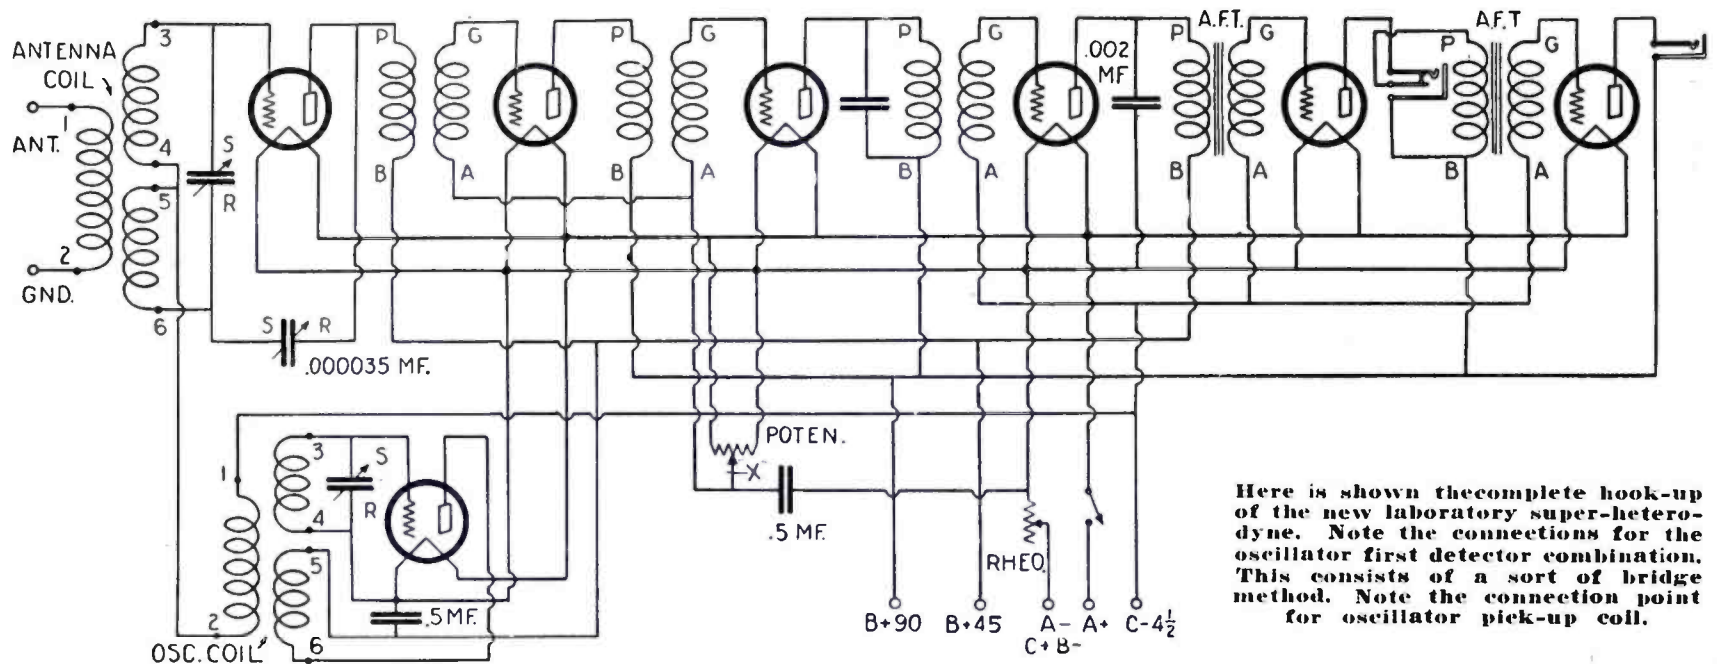 ANTENNA
COIL
ANT.
GND.
1
2
3
4
5
6
S
R
S R
.000035 MF.
P
B
G
A
P
B
G
A
P
B
G
A
.002
MF
P
B
A.F.T.
G
A
A.F.T
P
B
G
A
POTEN.
X
.5 MF.
RHEO.
1
2
3
4
5
6
S
R
.5 MF.
OSC. COIL
B+90 B+45 A- A+ C-4½
C+B-
Here is shown thecomplete hook-up
of the new laboratory super-hetero-
dyne. Note the connections for the
oscillator first detector combination.
This consists of a sort of bridge
method. Note the connection point
for oscillator pick-up coil.